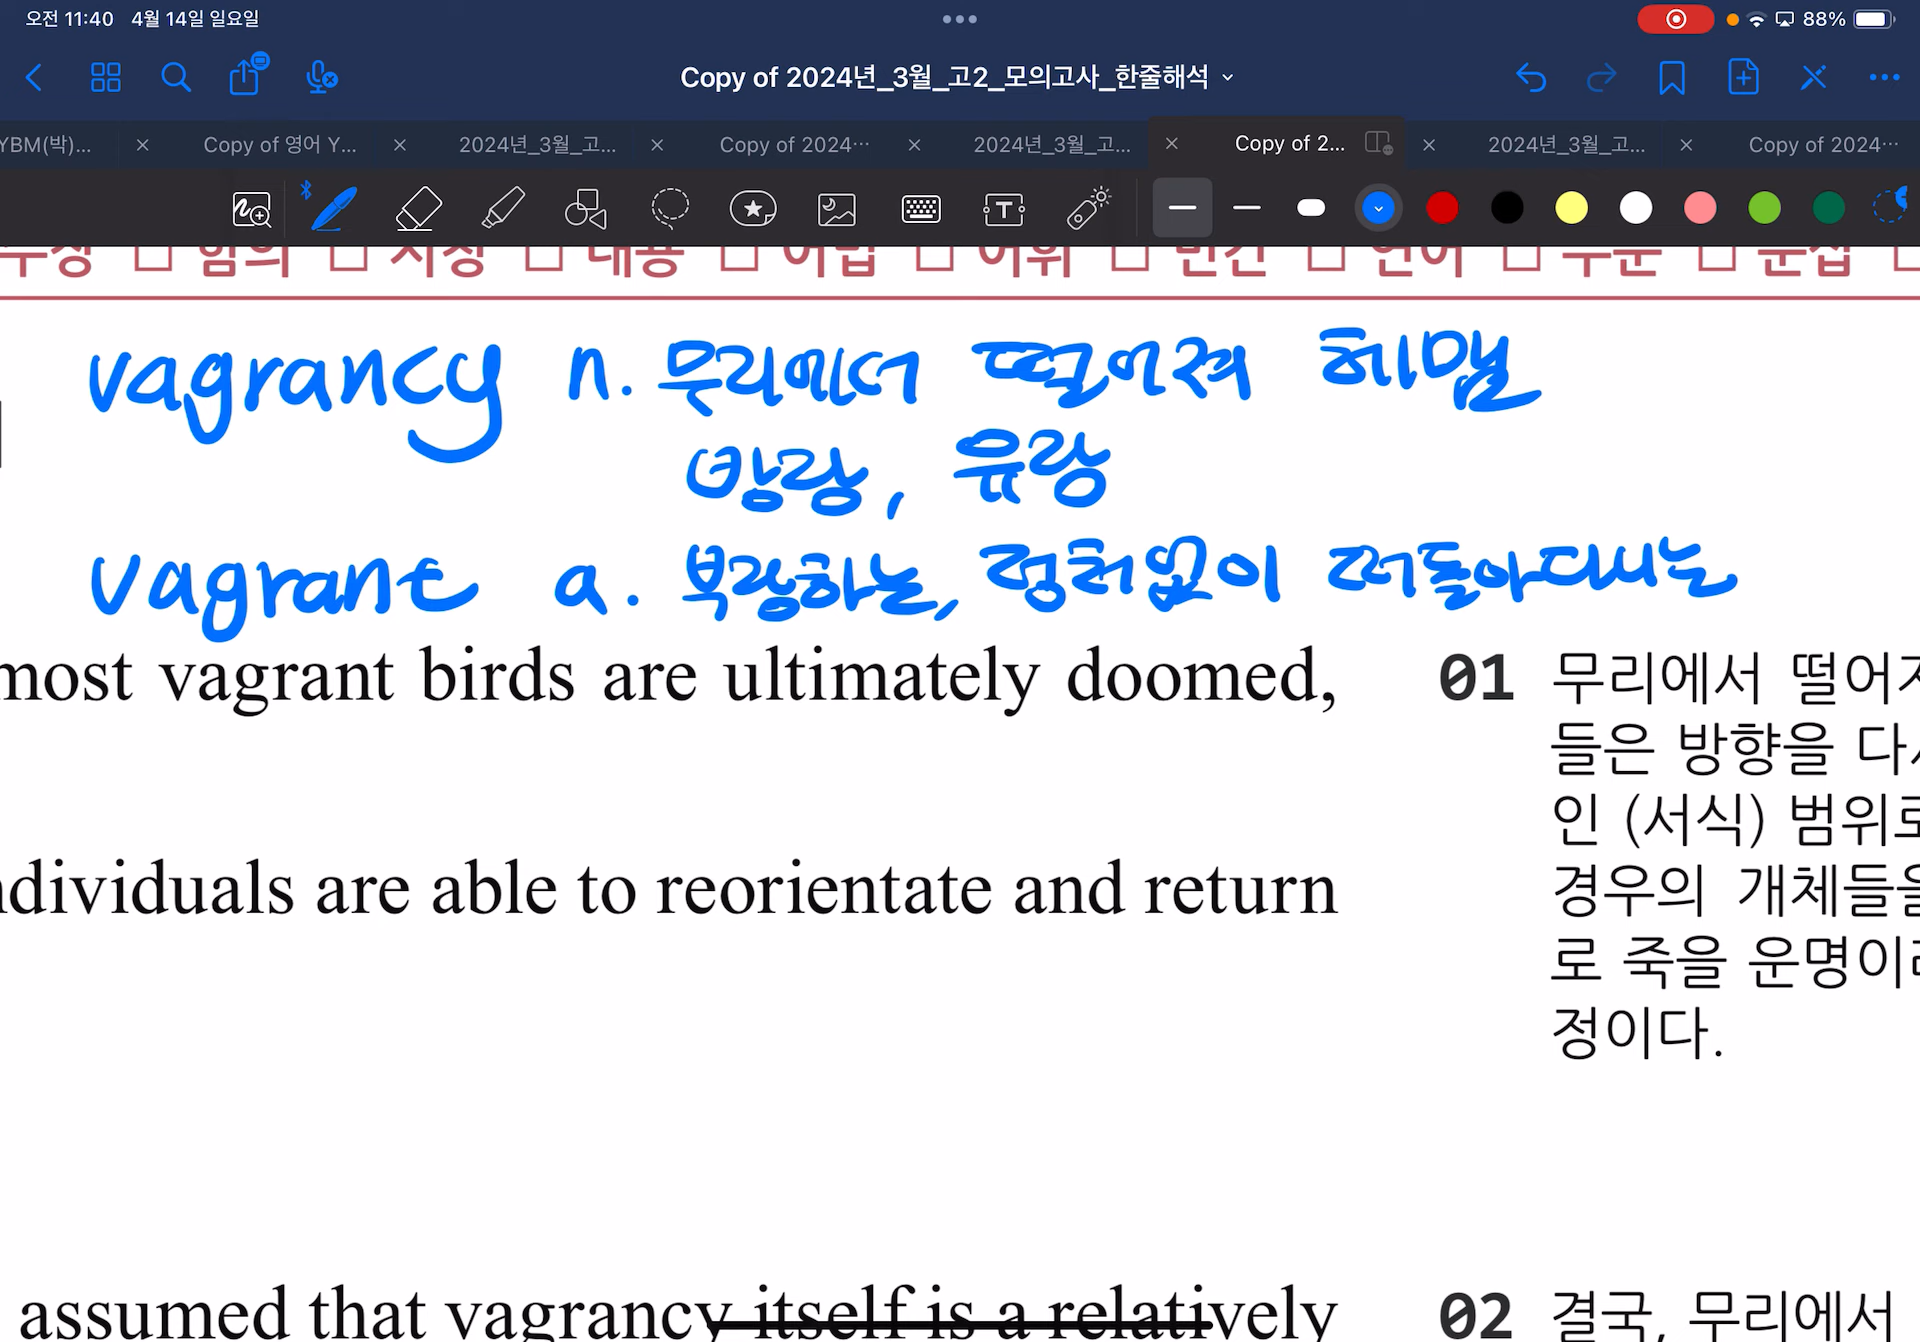 오전 11:40 4월 14일 일요일
88%
Copy of 2024년_3월_고2_모의고사_한줄해석
YBM(박)... Copy of 영어 Y... 2024년_3월_고... Copy of 2024... 2024년_3월_고... Copy of 2... 2024년_3월_고... Copy of 2024...
vagrancy n. 무리에서 떨어져 헤맴
방랑, 유랑
vagrant a. 부랑하는, 정처없이 떠돌아다니는
most vagrant birds are ultimately doomed,
individuals are able to reorientate and return
assumed that vagrancy itself is a relatively
01 무리에서 떨어져
들은 방향을 다시
인 (서식) 범위로
경우의 개체들을
로 죽을 운명이라
정이다.
02 결국, 무리에서